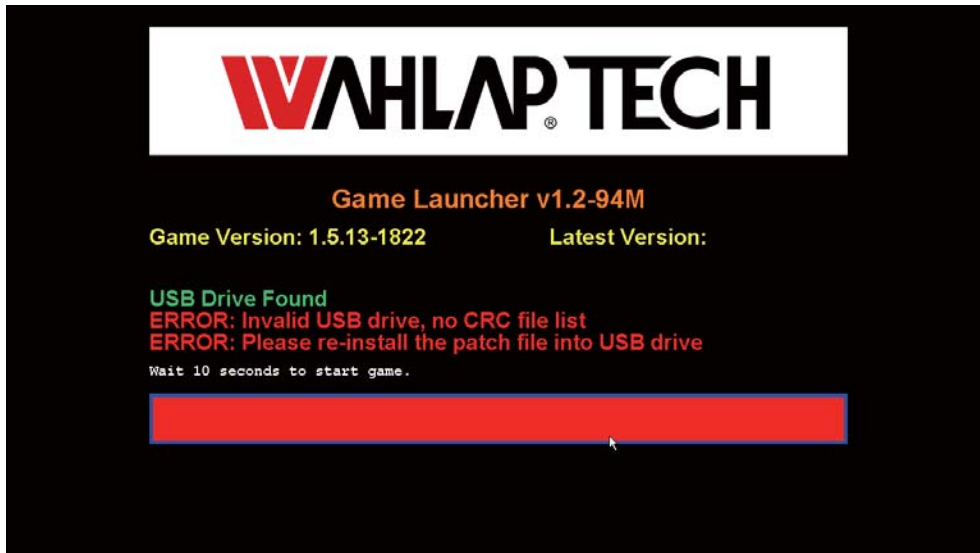 WAHLAP TECH
®
Game Launcher v1.2-94M
Game Version: 1.5.13-1822 Latest Version:
USB Drive Found
ERROR: Invalid USB drive, no CRC file list
ERROR: Please re-install the patch file into USB drive
Wait 10 seconds to start game.